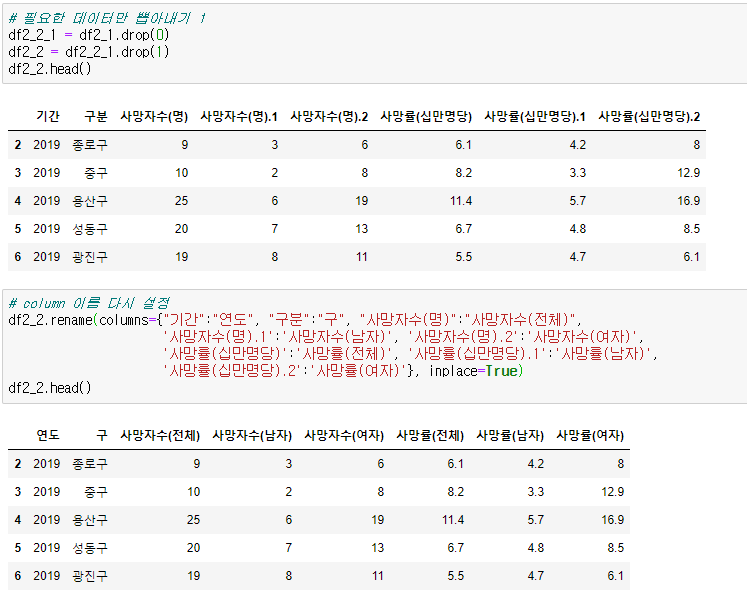 # 필요한 데이터만 뽑아내기 1
df2_2_1 = df2_1.drop(0)
df2_2 = df2_2_1.drop(1)
df2_2.head()
기간 구분 사망자수(명) 사망자수(명).1 사망자수(명).2 사망률(십만명당) 사망률(십만명당).1 사망률(십만명당).2
2 2019 종로구 9 3 6 6.1 4.2 8
3 2019 중구 10 2 8 8.2 3.3 12.9
4 2019 용산구 25 6 19 11.4 5.7 16.9
5 2019 성동구 20 7 13 6.7 4.8 8.5
6 2019 광진구 19 8 11 5.5 4.7 6.1
# column 이름 다시 설정
df2_2.rename(columns={"기간":"연도", "구분":"구", "사망자수(명)":"사망자수(전체)",
'사망자수(명).1':'사망자수(남자)', '사망자수(명).2':'사망자수(여자)',
'사망률(십만명당)':'사망률(전체)', '사망률(십만명당).1':'사망률(남자)',
'사망률(십만명당).2':'사망률(여자)'}, inplace=True)
df2_2.head()
연도 구 사망자수(전체) 사망자수(남자) 사망자수(여자) 사망률(전체) 사망률(남자) 사망률(여자)
2 2019 종로구 9 3 6 6.1 4.2 8
3 2019 중구 10 2 8 8.2 3.3 12.9
4 2019 용산구 25 6 19 11.4 5.7 16.9
5 2019 성동구 20 7 13 6.7 4.8 8.5
6 2019 광진구 19 8 11 5.5 4.7 6.1